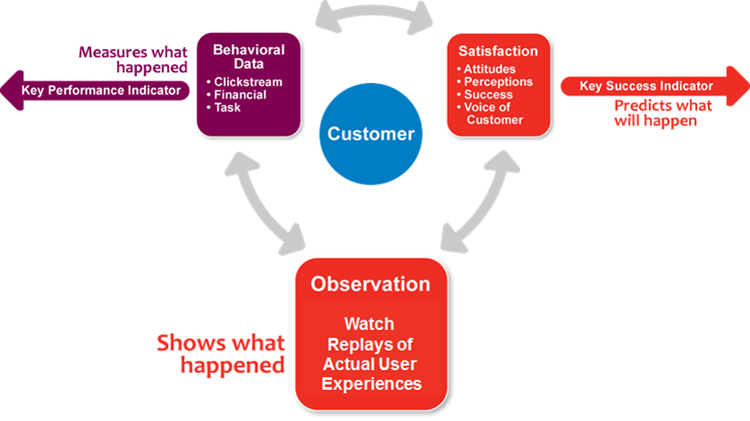 Measures what
happened
Key Performance Indicator
Behavioral
Data
• Clickstream
• Financial
• Task
Customer
Satisfaction
• Attitudes
• Perceptions
• Success
• Voice of
Customer
Key Success Indicator
Predicts what
will happen
Shows what
happened
Observation
Watch
Replays of
Actual User
Experiences